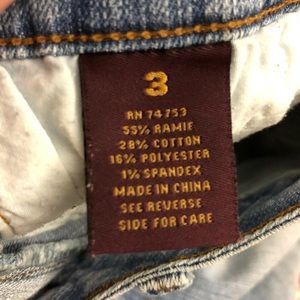 3
RN 74753
55% RAMIE
28% COTTON
16% POLYESTER
1% SPANDEX
MADE IN CHINA
SEE REVERSE
SIDE FOR CARE